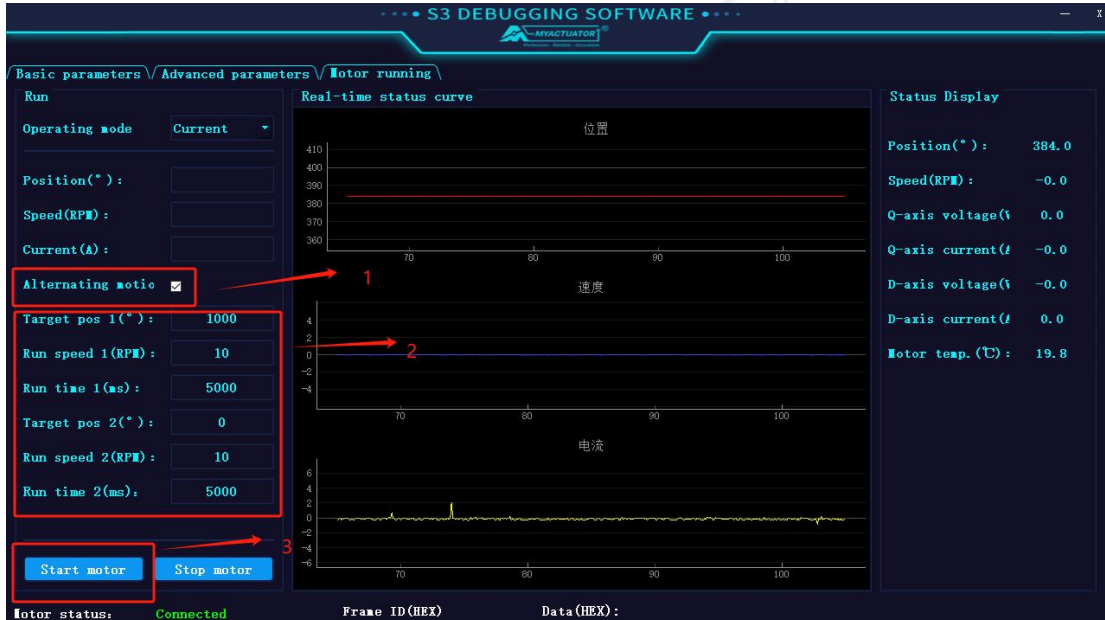 S3 DEBUGGING SOFTWARE
MYACTUATOR
Basic parameters
Advanced parameters
Motor running
Run
Operating mode
Current
Position(°):
Speed(RPM):
Current(A):
Alternating motio
Target pos 1(°):
1000
Run speed 1(RPM):
10
Run time 1(ms):
5000
Target pos 2(°):
0
Run speed 2(RPM):
10
Run time 2(ms):
5000
Start motor
Stop motor
1
2
3
Real-time status curve
位置
410
400
390
380
370
360
70
80
90
100
速度
4
2
0
-2
-4
70
80
90
100
电流
6
4
2
0
-2
-4
-6
70
80
90
100
Status Display
Position(°):
384.0
Speed(RPM):
-0.0
Q-axis voltage(V
0.0
Q-axis current(A
-0.0
D-axis voltage(V
-0.0
D-axis current(A
0.0
Motor temp.(℃):
19.8
Motor status:
Connected
Frame ID(HEX)
Data(HEX):